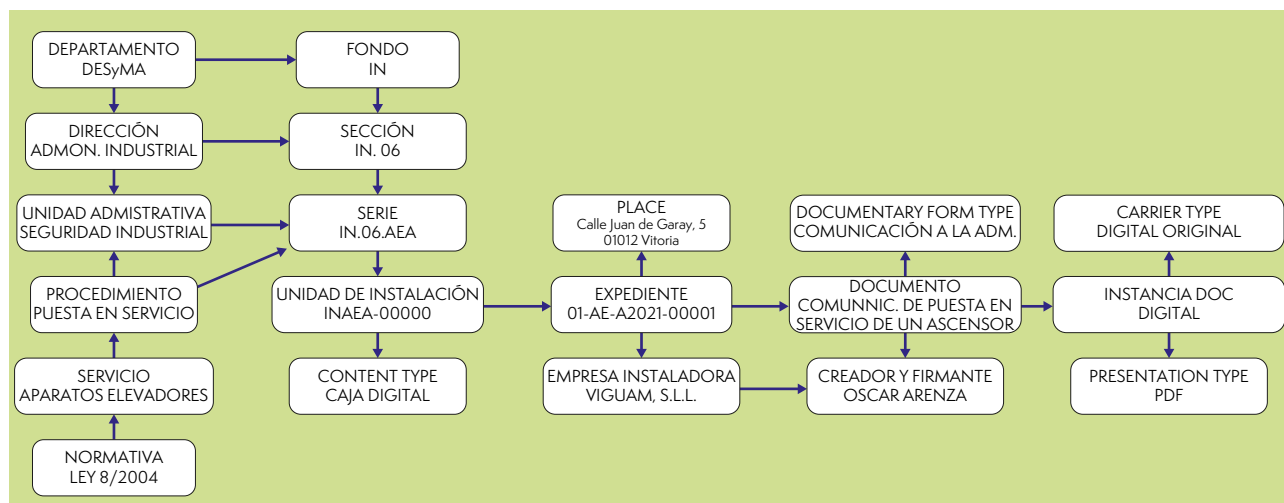 DEPARTAMENTO
DESyMA
FONDO
IN
DIRECCIÓN
ADMON. INDUSTRIAL
SECCIÓN
IN. 06
UNIDAD ADMISTRATIVA
SEGURIDAD INDUSTRIAL
SERIE
IN.06.AEA
PLACE
Calle Juan de Garay, 5
01012 Vitoria
DOCUMENTARY FORM TYPE
COMUNICACIÓN A LA ADM.
CARRIER TYPE
DIGITAL ORIGINAL
PROCEDIMIENTO
PUESTA EN SERVICIO
UNIDAD DE INSTALACIÓN
INAEA-00000
EXPEDIENTE
01-AE-A2021-00001
DOCUMENTO
COMUNNIC. DE PUESTA EN
SERVICIO DE UN ASCENSOR
INSTANCIA DOC
DIGITAL
SERVICIO
APARATOS ELEVADORES
CONTENT TYPE
CAJA DIGITAL
EMPRESA INSTALADORA
VIGUAM, S.L.L.
CREADOR Y FIRMANTE
OSCAR ARENZA
PRESENTATION TYPE
PDF
NORMATIVA
LEY 8/2004